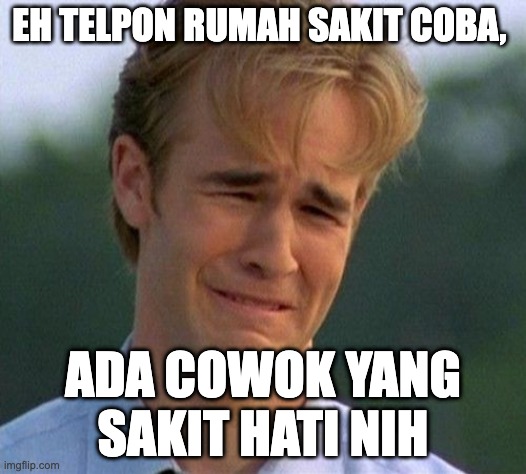 EH TELPON RUMAH SAKIT COBA,
ADA COWOK YANG
SAKIT HATI NIH
imgflip.com